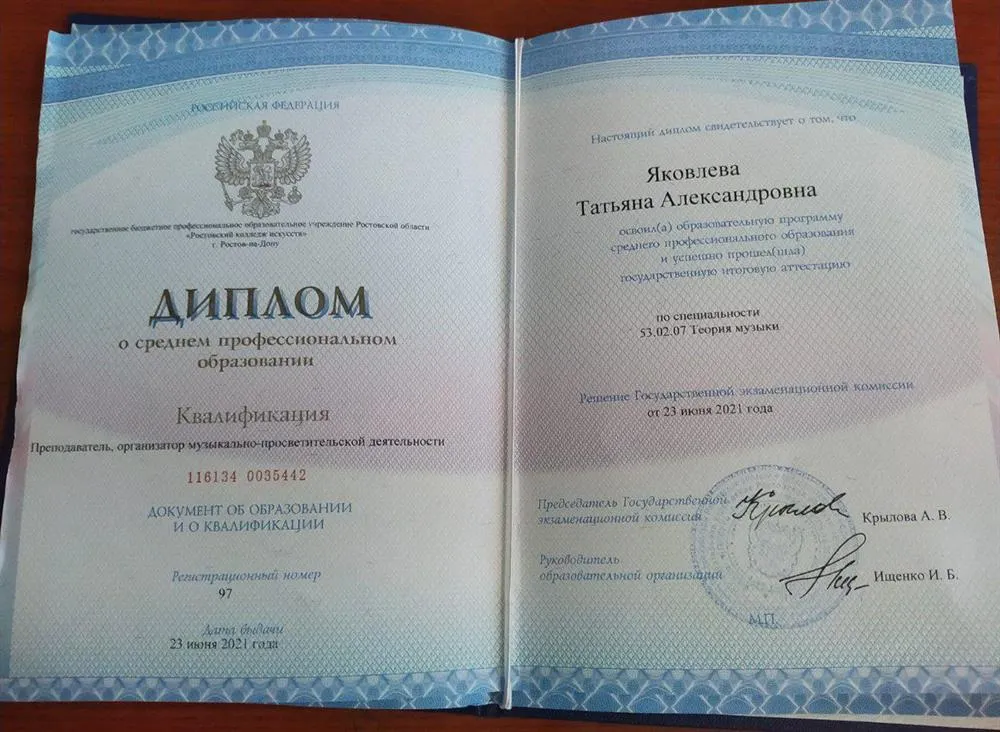 РОССИЙСКАЯ ФЕДЕРАЦИЯ
государственное бюджетное профессиональное образовательное учреждение Ростовской области
«Ростовский колледж искусств»
г. Ростов-на-Дону
ДИПЛОМ
о среднем профессиональном
образовании
Квалификация
Преподаватель, организатор музыкально-просветительской деятельности
116134 0035442
ДОКУМЕНТ ОБ ОБРАЗОВАНИИ
И О КВАЛИФИКАЦИИ
Регистрационный номер
97
Дата выдачи
23 июня 2021 года
Настоящий диплом свидетельствует о том, что
Яковлева
Татьяна Александровна
освоил(а) образовательную программу
среднего профессионального образования
и успешно прошел(шла)
государственную итоговую аттестацию
по специальности
53.02.07 Теория музыки
Решение Государственной экзаменационной комиссии
от 23 июня 2021 года
Председатель Государственной
экзаменационной комиссии
Крылова А. В.
Руководитель
образовательной организации
Ищенко И. Б.
М.П.